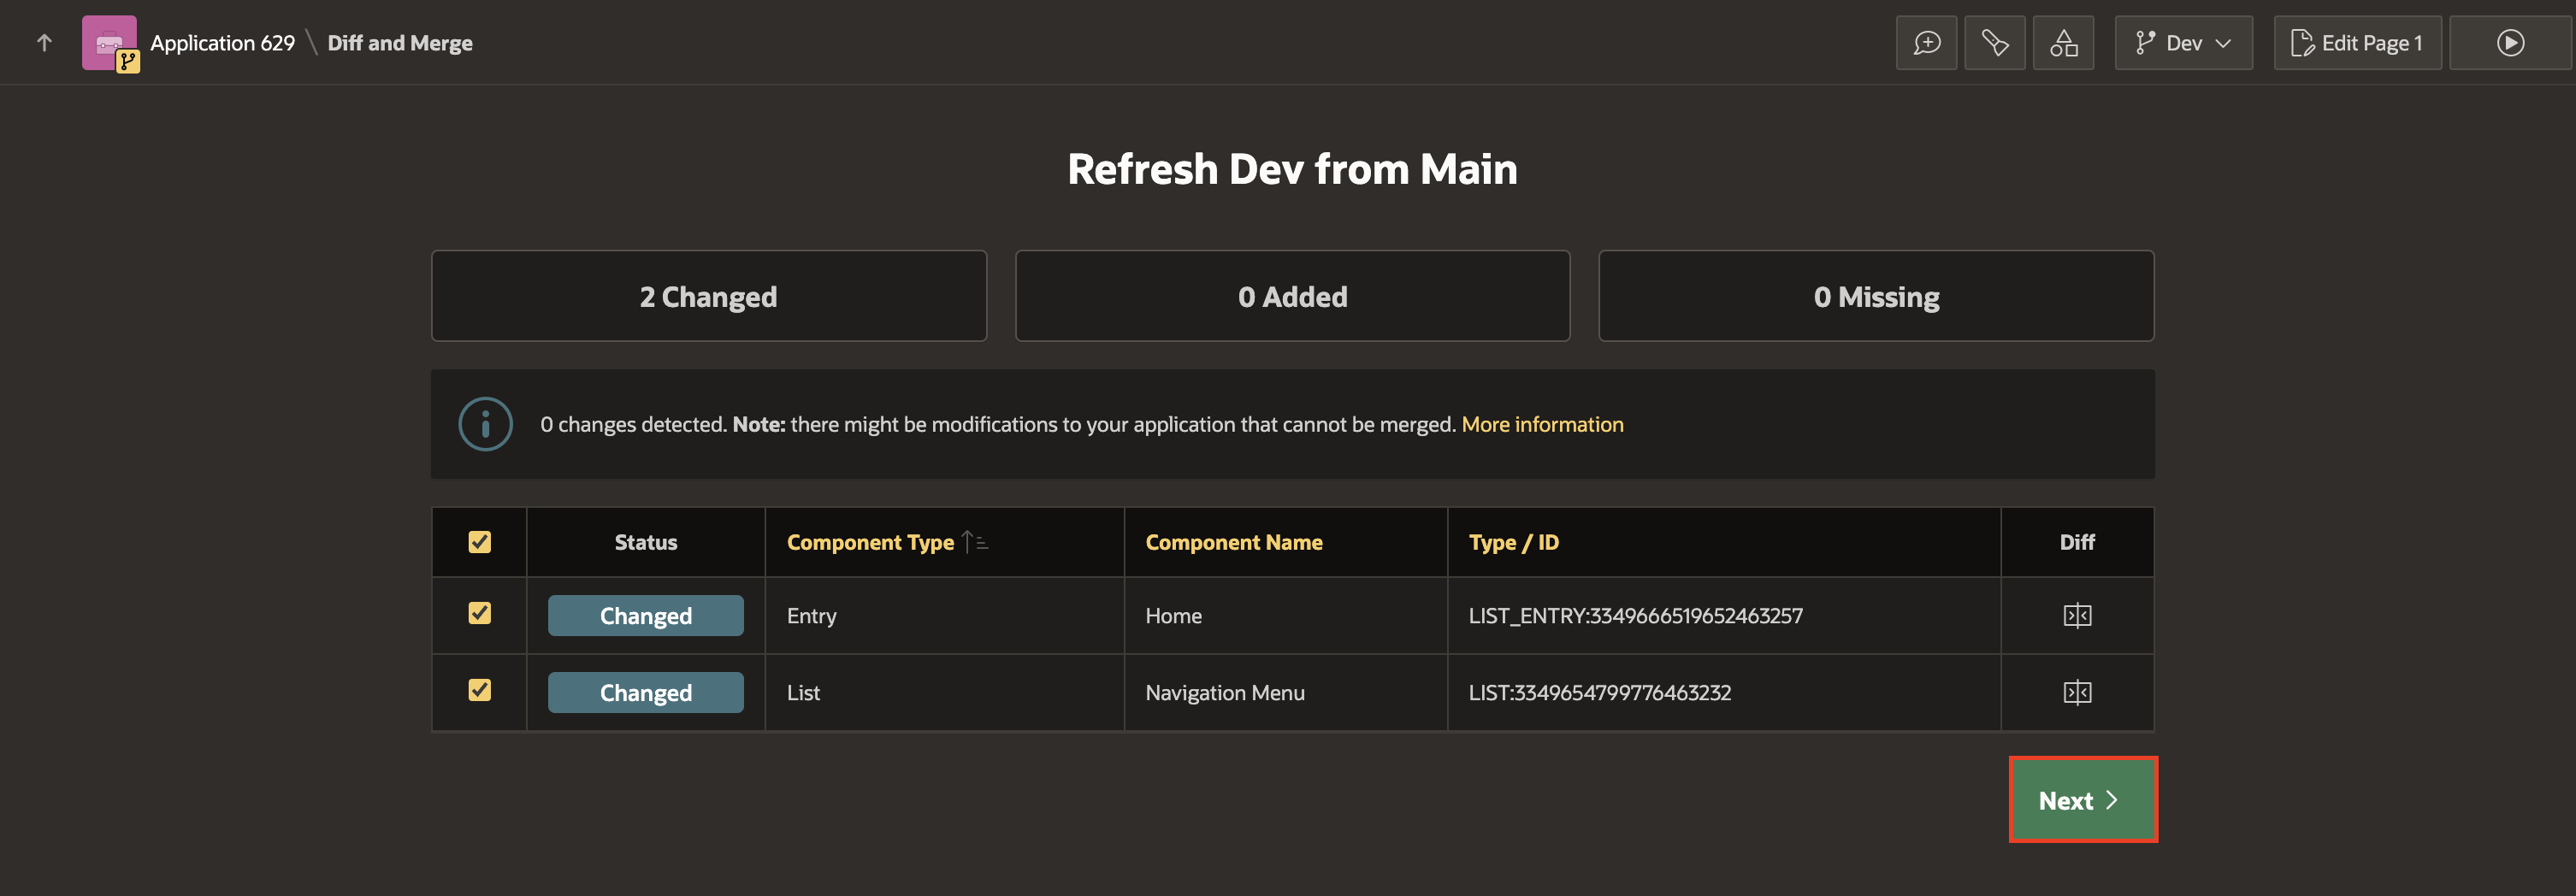 Application 629 \ Diff and Merge
Dev
Edit Page 1
Refresh Dev from Main
2 Changed
0 Added
0 Missing
0 changes detected. Note: there might be modifications to your application that cannot be merged. More information
Status Component Type Component Name Type / ID Diff
Changed Entry Home LIST_ENTRY:3349666519652463257
Changed List Navigation Menu LIST:3349654799776463232
Next